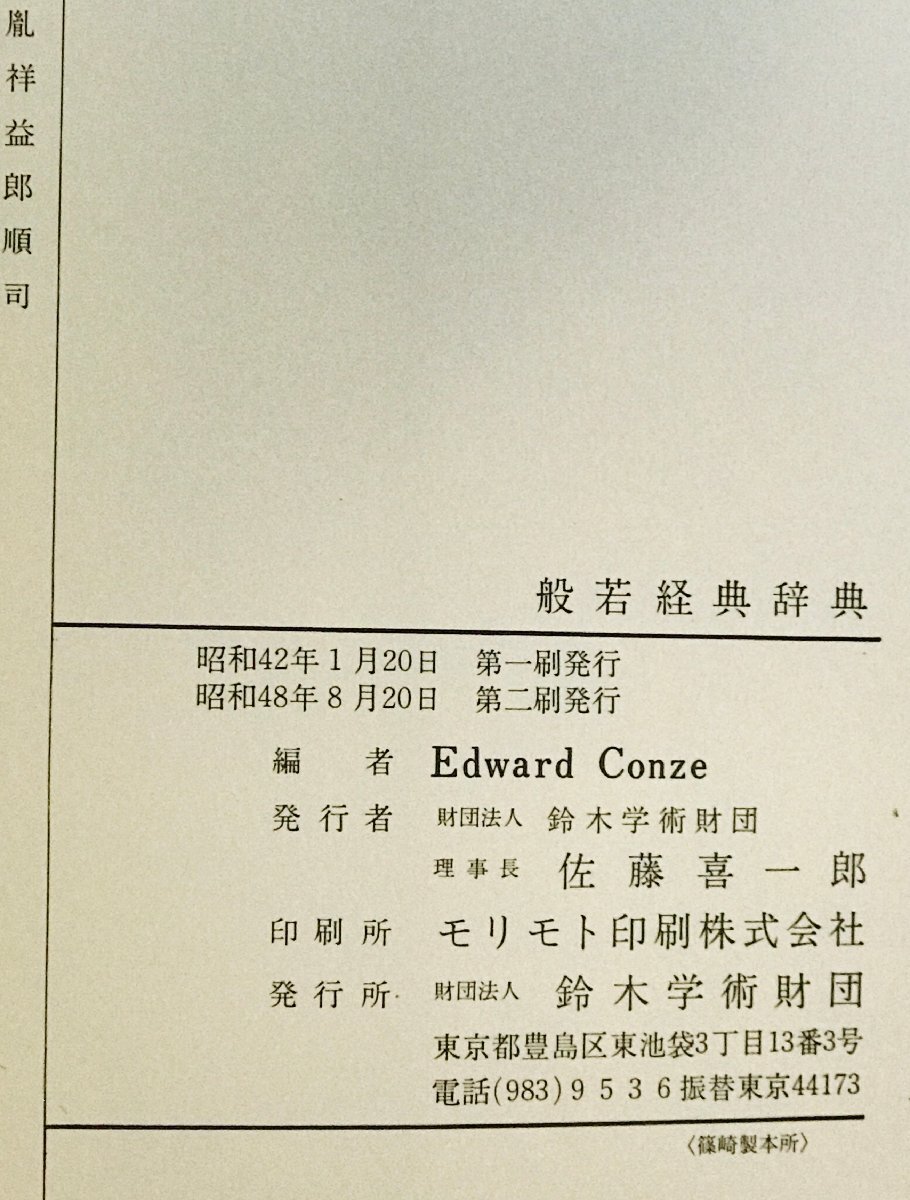 般若経典辞典
昭和42年1月20日 第一刷発行
昭和48年8月20日 第二刷発行
編者 Edward Conze
発行者 財団法人 鈴木学術財団
理事長 佐藤喜一郎
印刷所 モリモト印刷株式会社
発行所 財団法人 鈴木学術財団
東京都豊島区東池袋3丁目13番3号
電話(983)9536振替東京44173
〈篠崎製本所〉
胤祥益郎順司